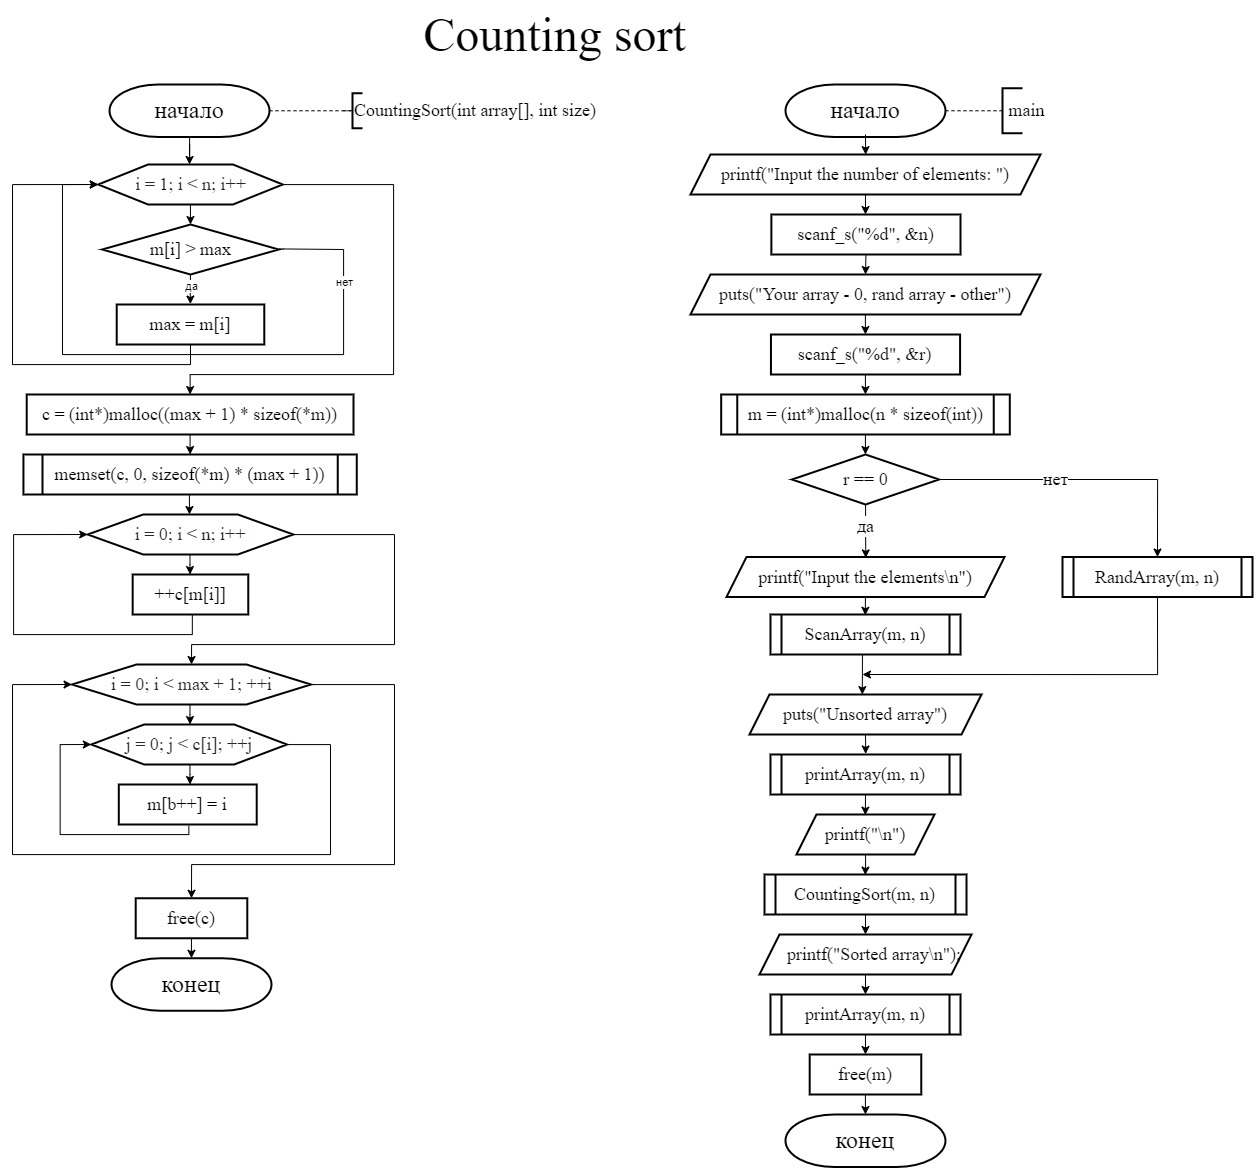 Counting sort
начало
CountingSort(int array[], int size)
i = 1; i < n; i++
m[i] > max
да
нет
max = m[i]
c = (int*)malloc((max + 1) * sizeof(*m))
memset(c, 0, sizeof(*m) * (max + 1))
i = 0; i < n; i++
++c[m[i]]
i = 0; i < max + 1; ++i
j = 0; j < c[i]; ++j
m[b++] = i
free(c)
конец
начало
main
printf("Input the number of elements: ")
scanf_s("%d", &n)
puts("Your array - 0, rand array - other")
scanf_s("%d", &r)
m = (int*)malloc(n * sizeof(int))
r == 0
нет
да
printf("Input the elements\n")
RandArray(m, n)
ScanArray(m, n)
puts("Unsorted array")
printArray(m, n)
printf("\n")
CountingSort(m, n)
printf("Sorted array\n");
printArray(m, n)
free(m)
конец